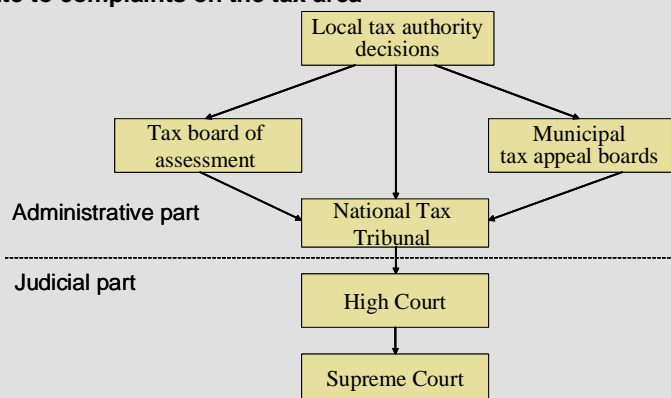 to complaints on the tax area
Local tax authority
decisions
Tax board of
assessment
Municipal
tax appeal boards
Administrative part
National Tax
Tribunal
Judicial part
High Court
Supreme Court